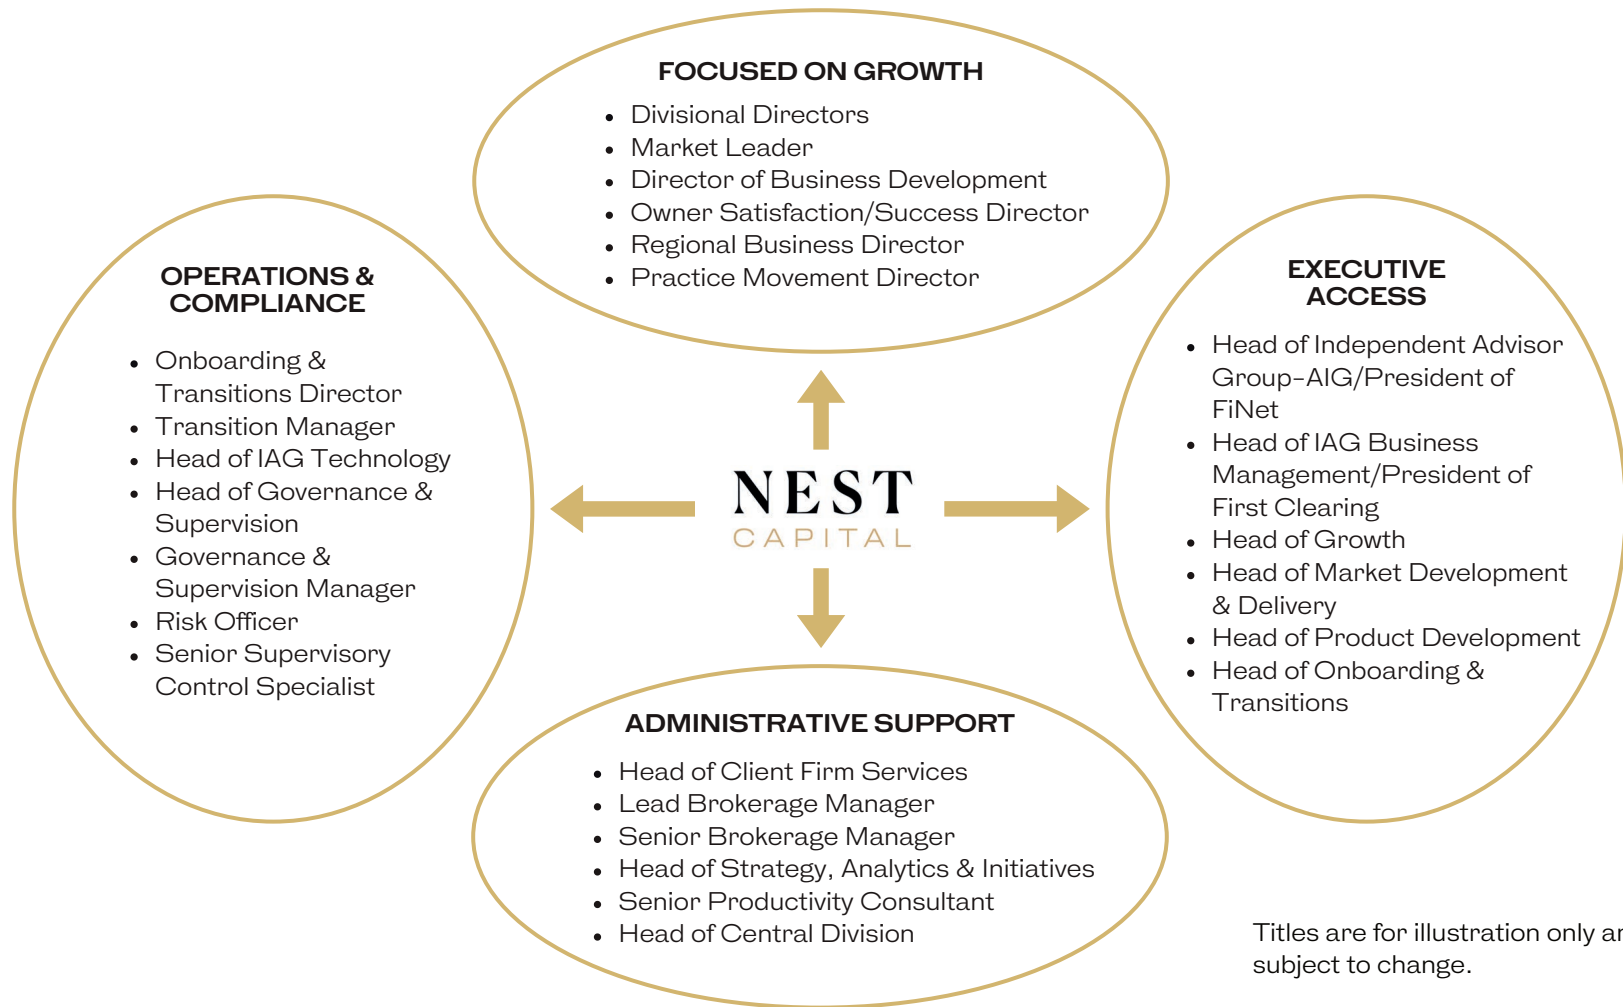 FOCUSED ON GROWTH
• Divisional Directors
• Market Leader
• Director of Business Development
• Owner Satisfaction/Success Director
• Regional Business Director
• Practice Movement Director
OPERATIONS &
COMPLIANCE
• Onboarding &
Transitions Director
• Transition Manager
• Head of IAG Technology
• Head of Governance &
Supervision
• Governance &
Supervision Manager
• Risk Officer
• Senior Supervisory
Control Specialist
NEST
CAPITAL
EXECUTIVE
ACCESS
• Head of Independent Advisor
Group-AIG/President of
FiNet
• Head of IAG Business
Management/President of
First Clearing
• Head of Growth
• Head of Market Development
& Delivery
• Head of Product Development
• Head of Onboarding &
Transitions
ADMINISTRATIVE SUPPORT
• Head of Client Firm Services
• Lead Brokerage Manager
• Senior Brokerage Manager
• Head of Strategy, Analytics & Initiatives
• Senior Productivity Consultant
• Head of Central Division
Titles are for illustration only
subject to change.